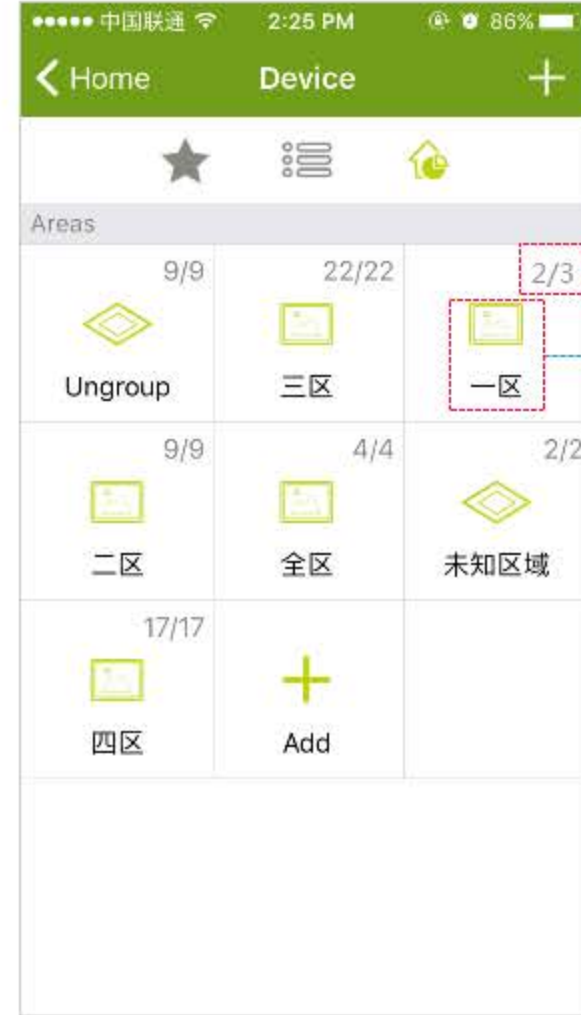 中国联通 2:25 PM 86%
Home Device
Areas
9/9 22/22 2/3
Ungroup 三区 一区
9/9 4/4 2/2
二区 全区 未知区域
17/17
四区 Add